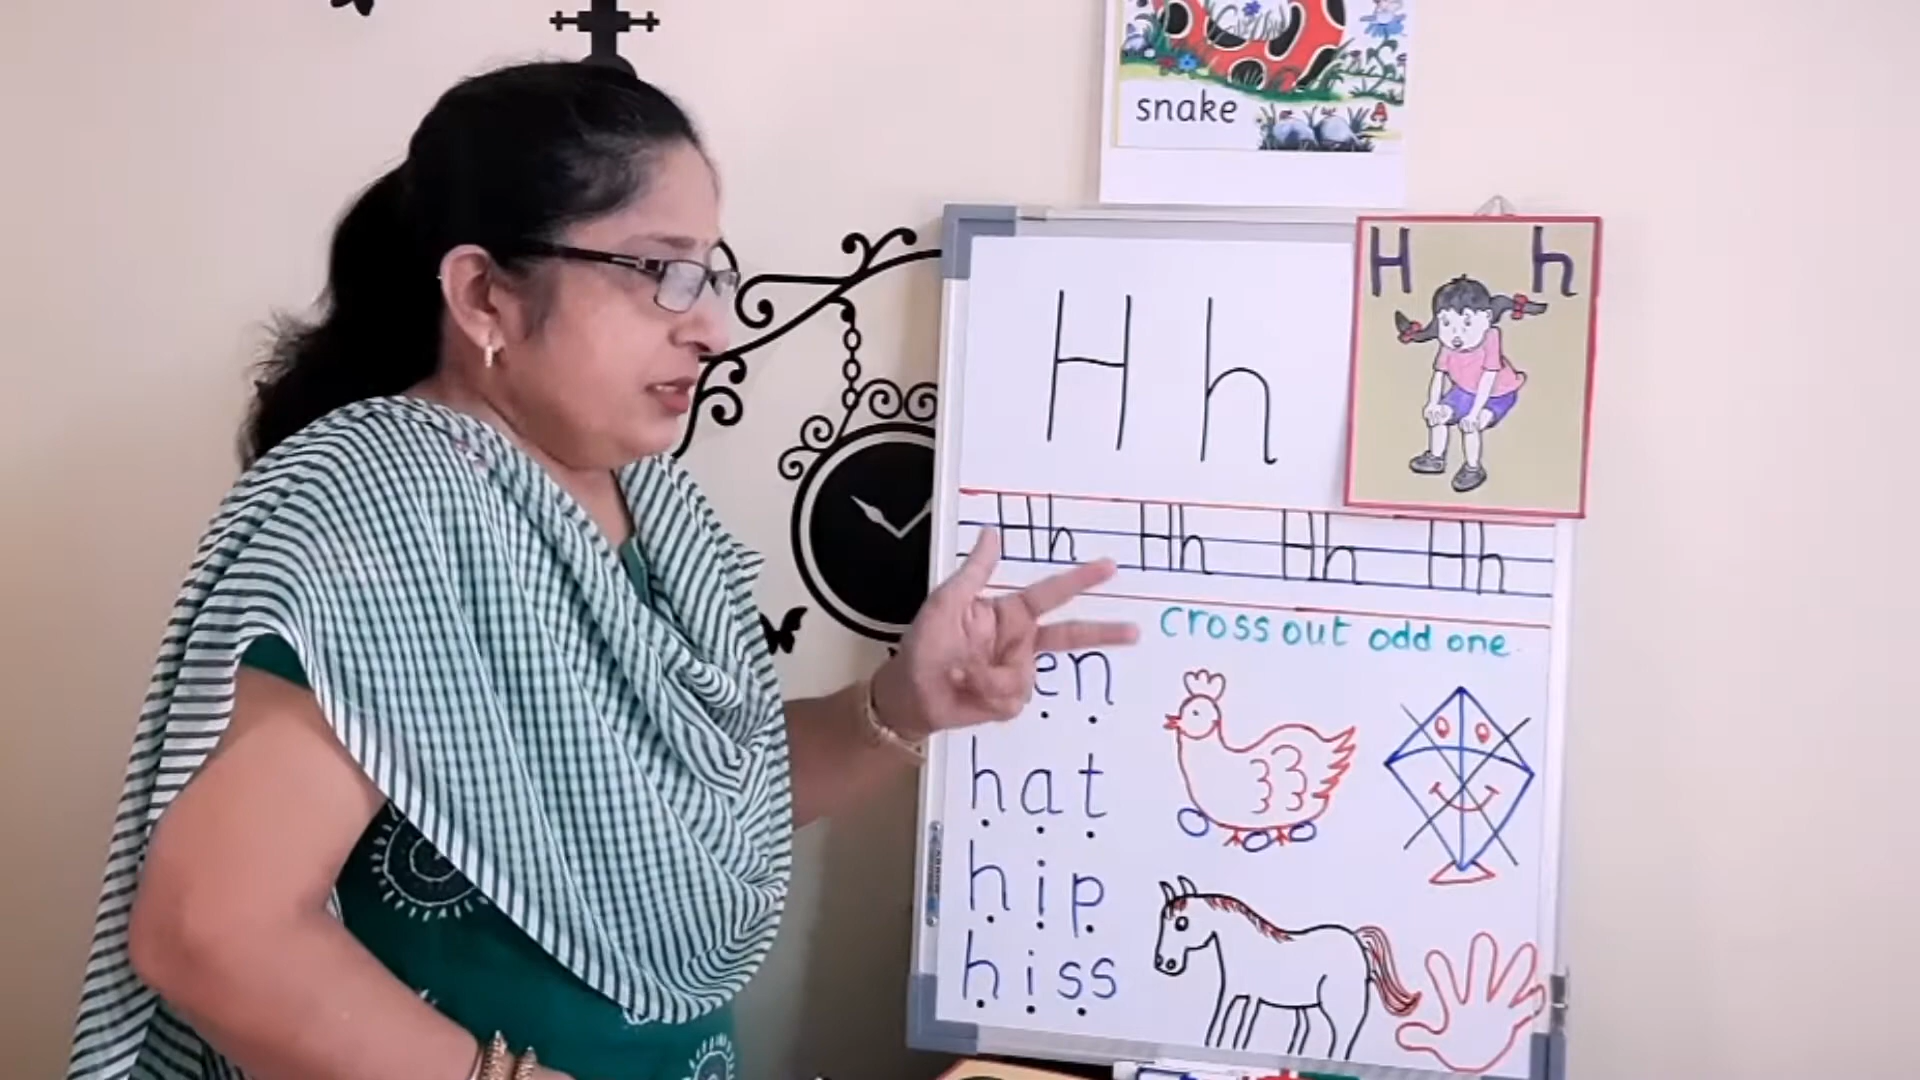 snake
H h
H h
Hh Hh Hh Hh
cross out odd one
en
hat
hip
hiss